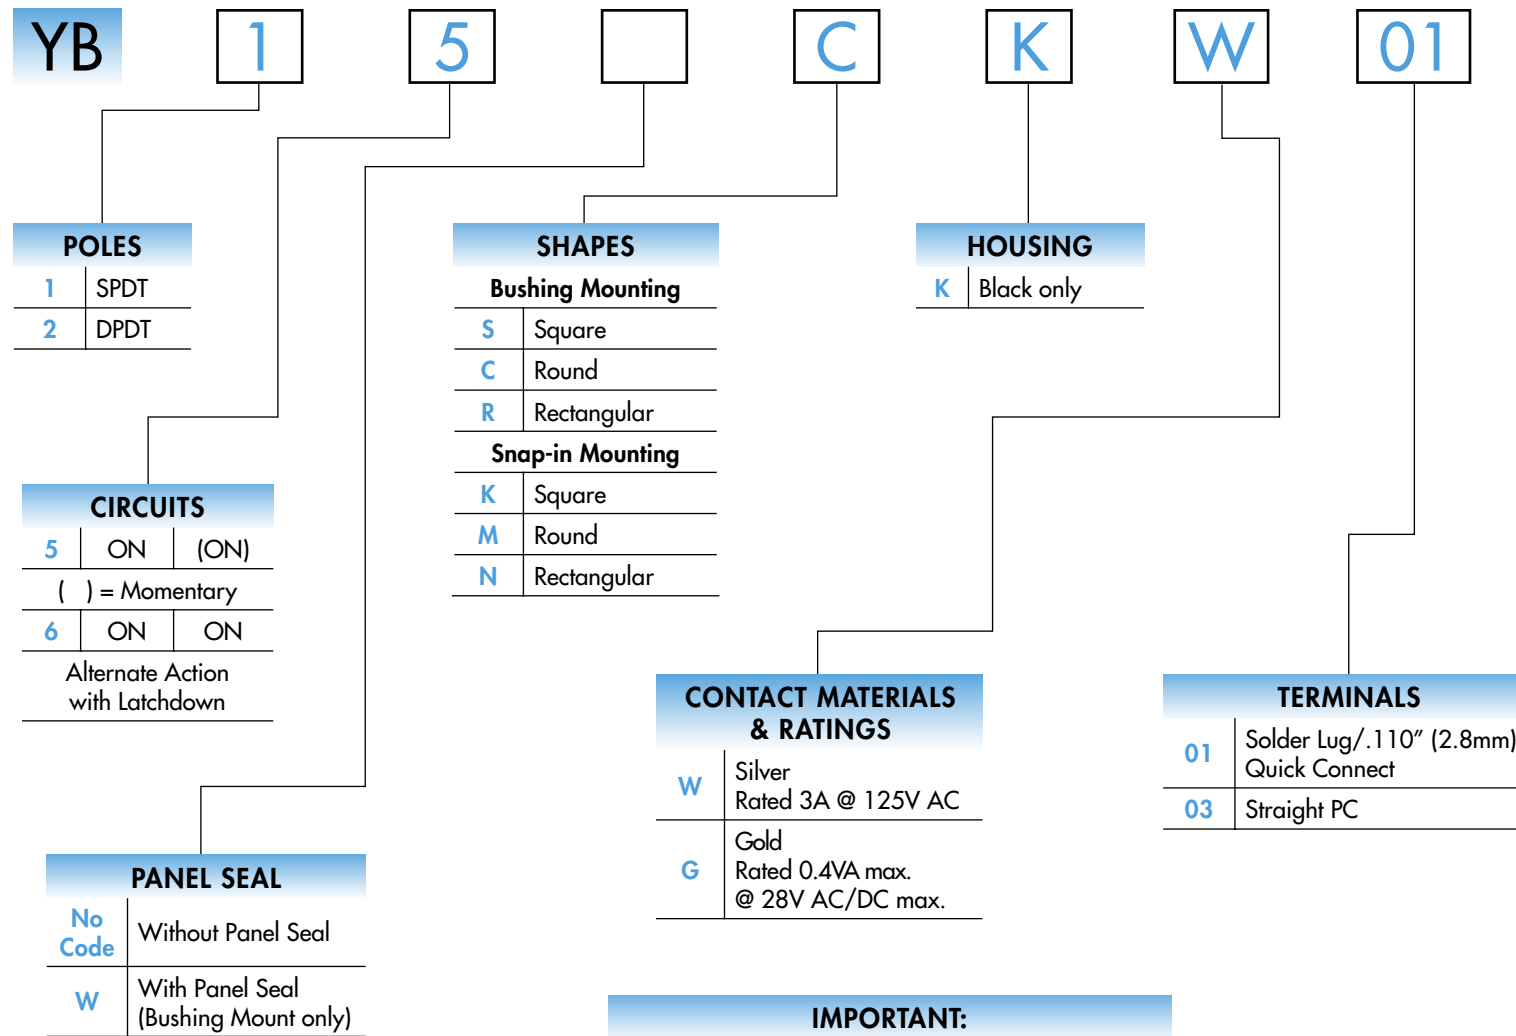 YB 1 5 C K W 01
POLES
1 SPDT
2 DPDT
SHAPES
Bushing Mounting
S Square
C Round
R Rectangular
Snap-in Mounting
K Square
M Round
N Rectangular
HOUSING
K Black only
CIRCUITS
5 ON (ON)
( ) = Momentary
6 ON ON
Alternate Action
with Latchdown
CONTACT MATERIALS
& RATINGS
W Silver
Rated 3A @ 125V AC
G Gold
Rated 0.4VA max.
@ 28V AC/DC max.
TERMINALS
01 Solder Lug/.110” (2.8mm)
Quick Connect
03 Straight PC
PANEL SEAL
No
Code Without Panel Seal
W With Panel Seal
(Bushing Mount only)
IMPORTANT: